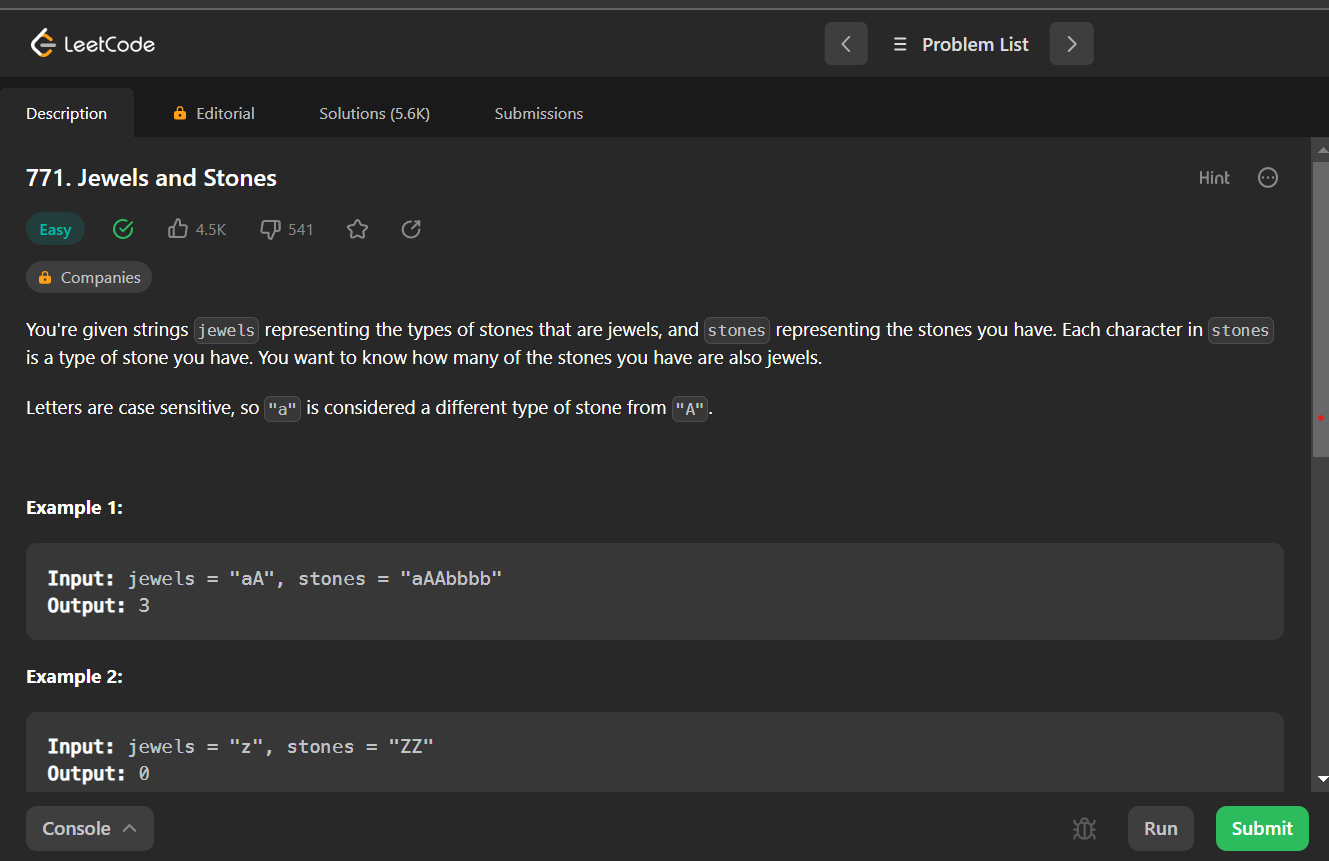 LeetCode
Problem List
Description
Editorial
Solutions (5.6K)
Submissions
771. Jewels and Stones
Hint
Easy
4.5K
541
Companies
You're given strings jewels representing the types of stones that are jewels, and stones representing the stones you have. Each character in stones
is a type of stone you have. You want to know how many of the stones you have are also jewels.
Letters are case sensitive, so "a" is considered a different type of stone from "A".
Example 1:
Input: jewels = "aA", stones = "aAAbbbb"
Output: 3
Example 2:
Input: jewels = "z", stones = "ZZ"
Output: 0
Console
Run
Submit